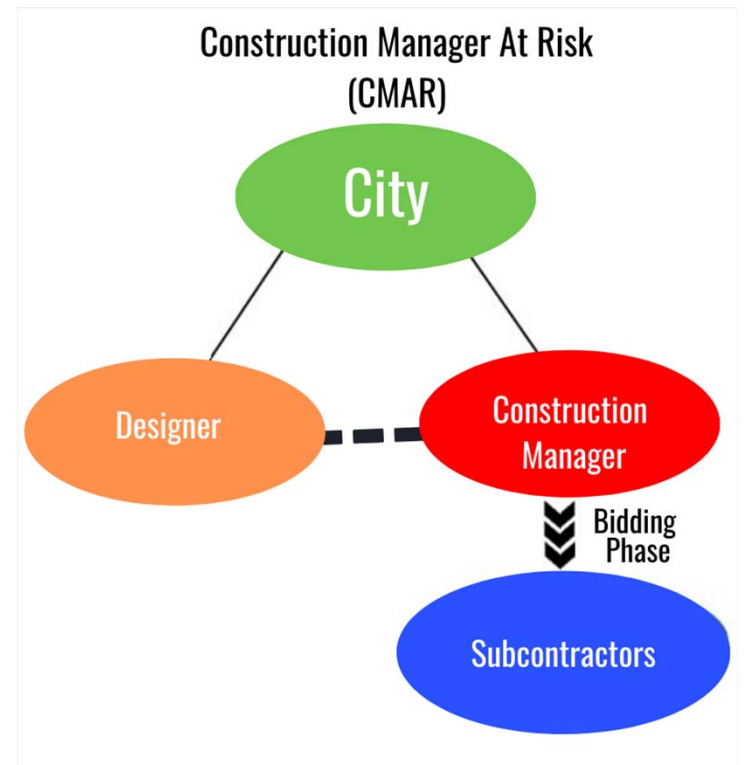 Construction Manager At Risk
(CMAR)
City
Designer
Construction
Manager
Bidding
Phase
Subcontractors